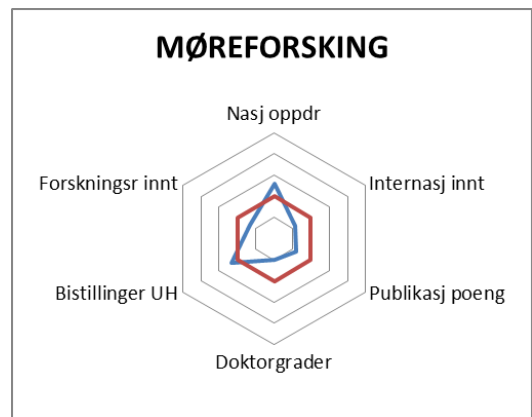 MØREFORSKING
Nasj oppdr
Forskningsr innt
Internasj innt
Bistillinger UH
Publikasj poeng
Doktorgrader